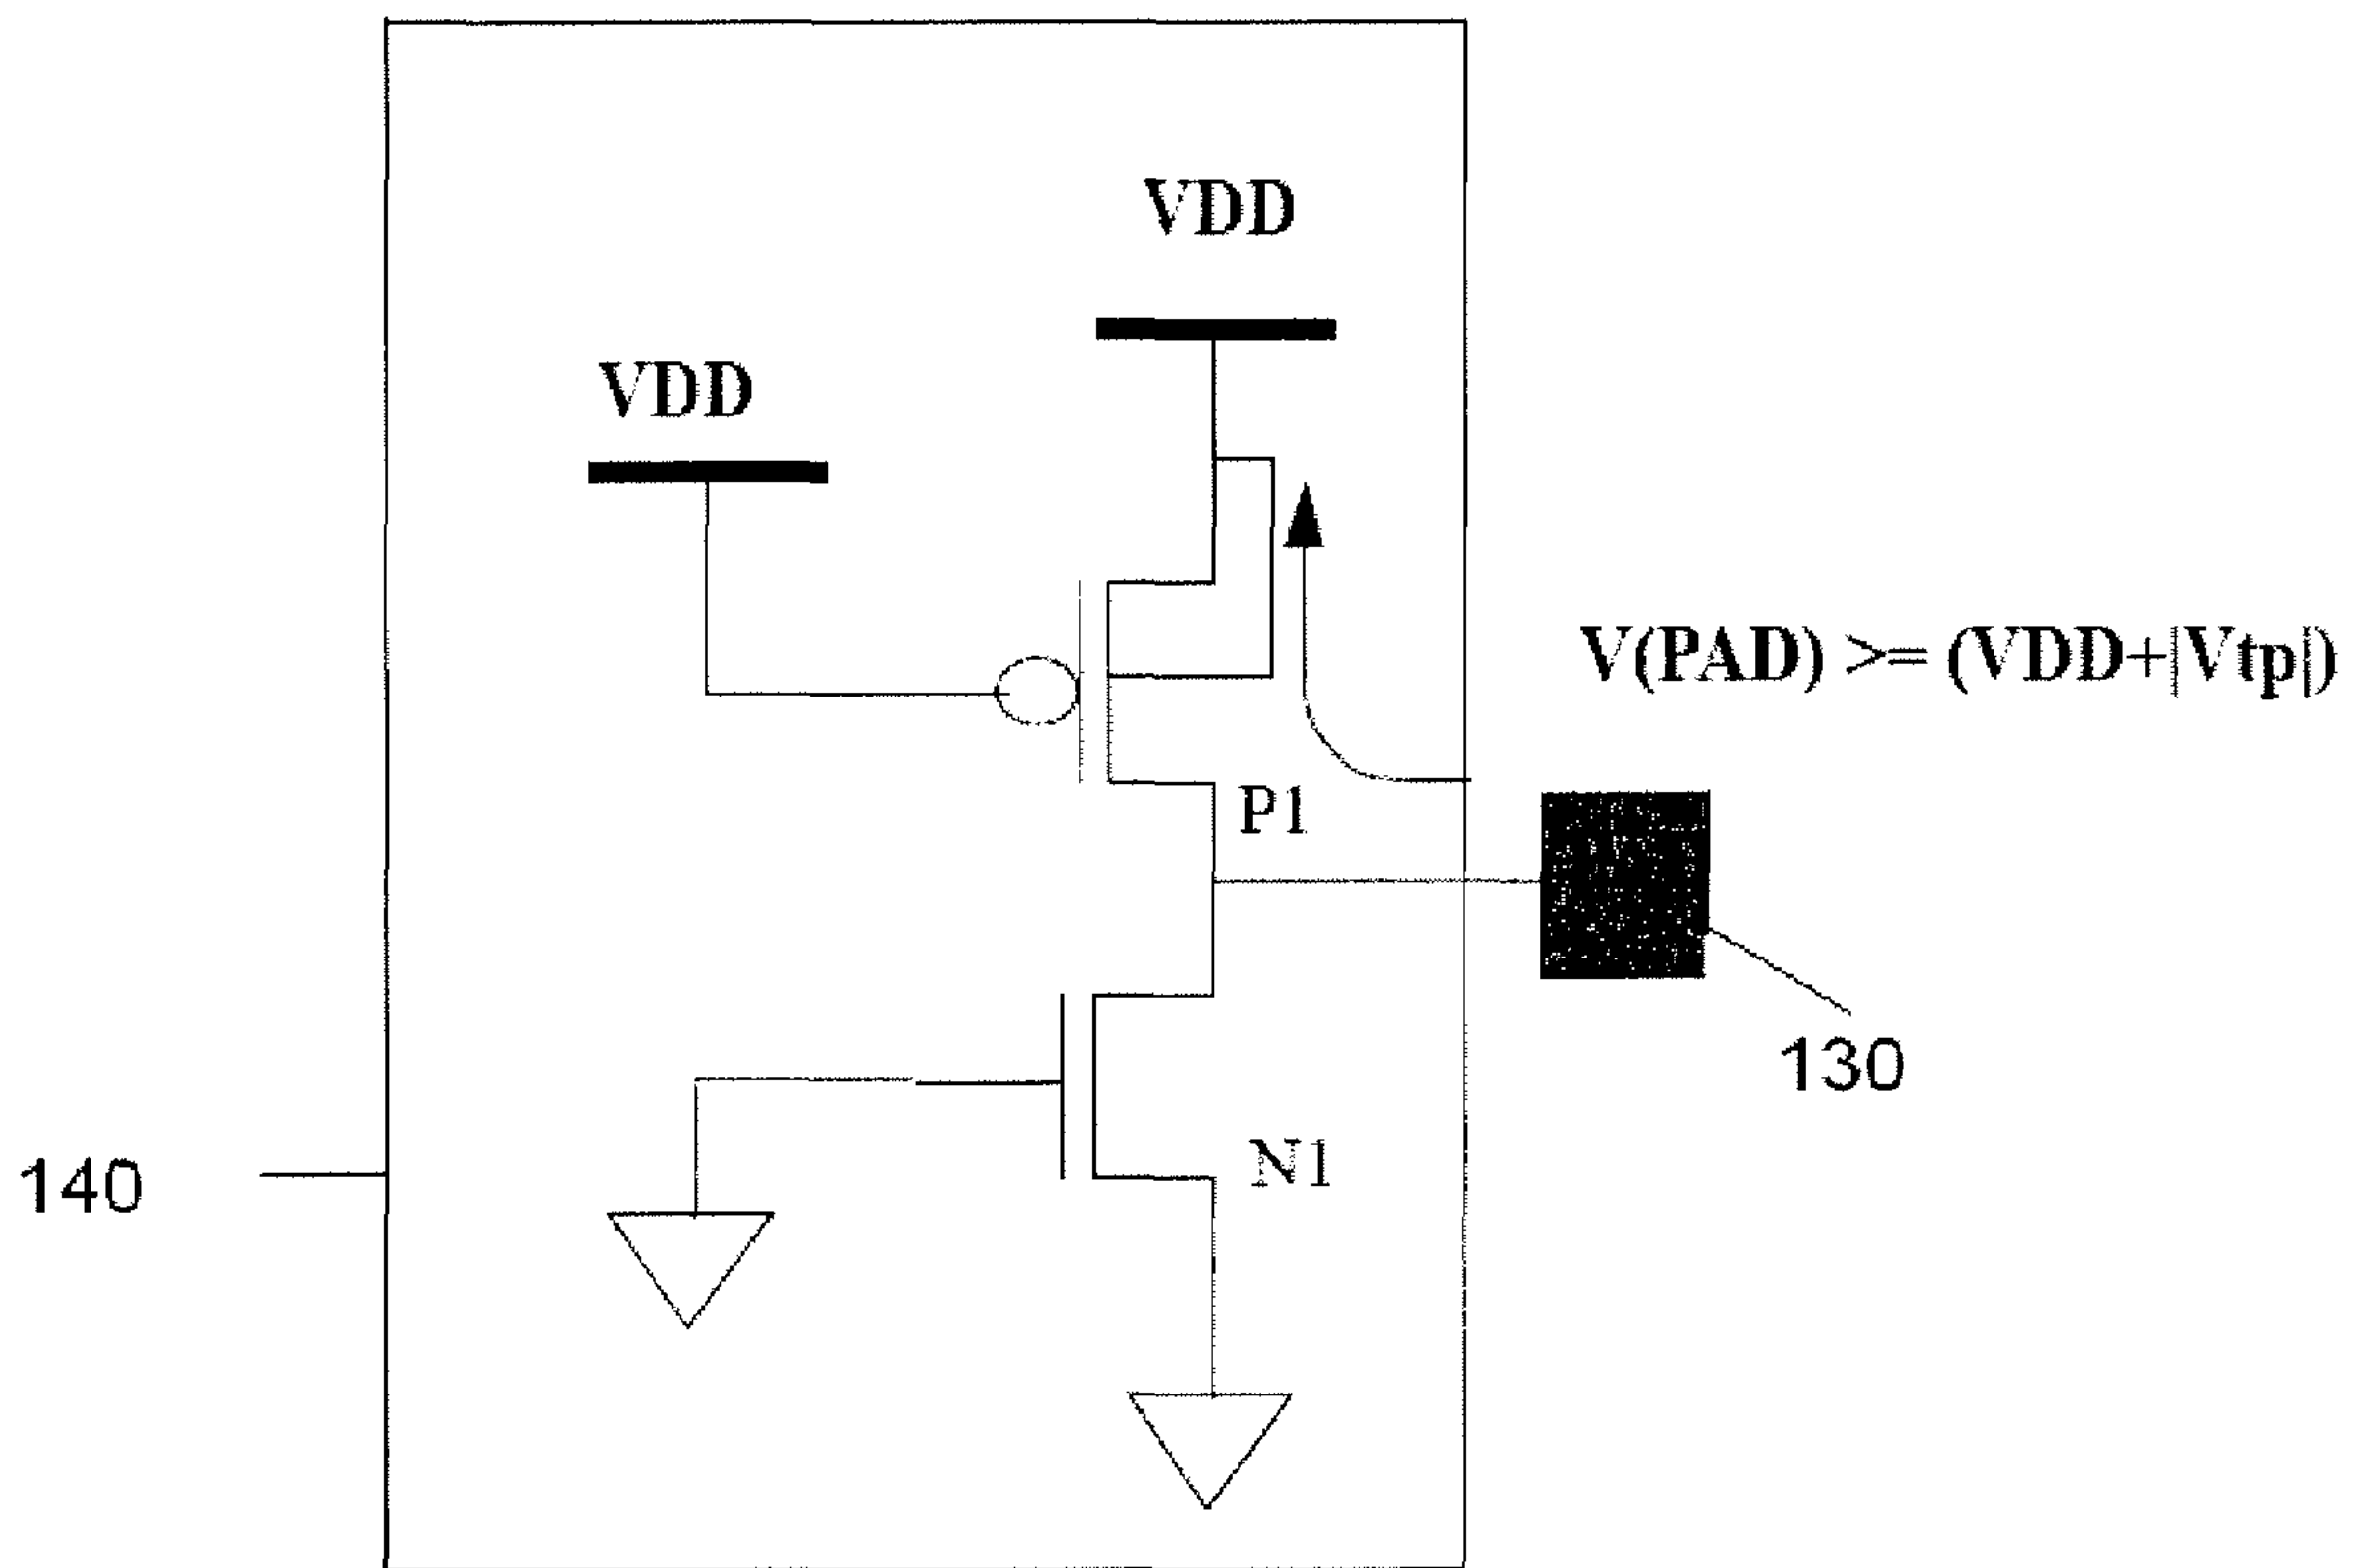 VDD
VDD
V(PAD) >= (VDD+|Vtp|)
P1
130
N1
140